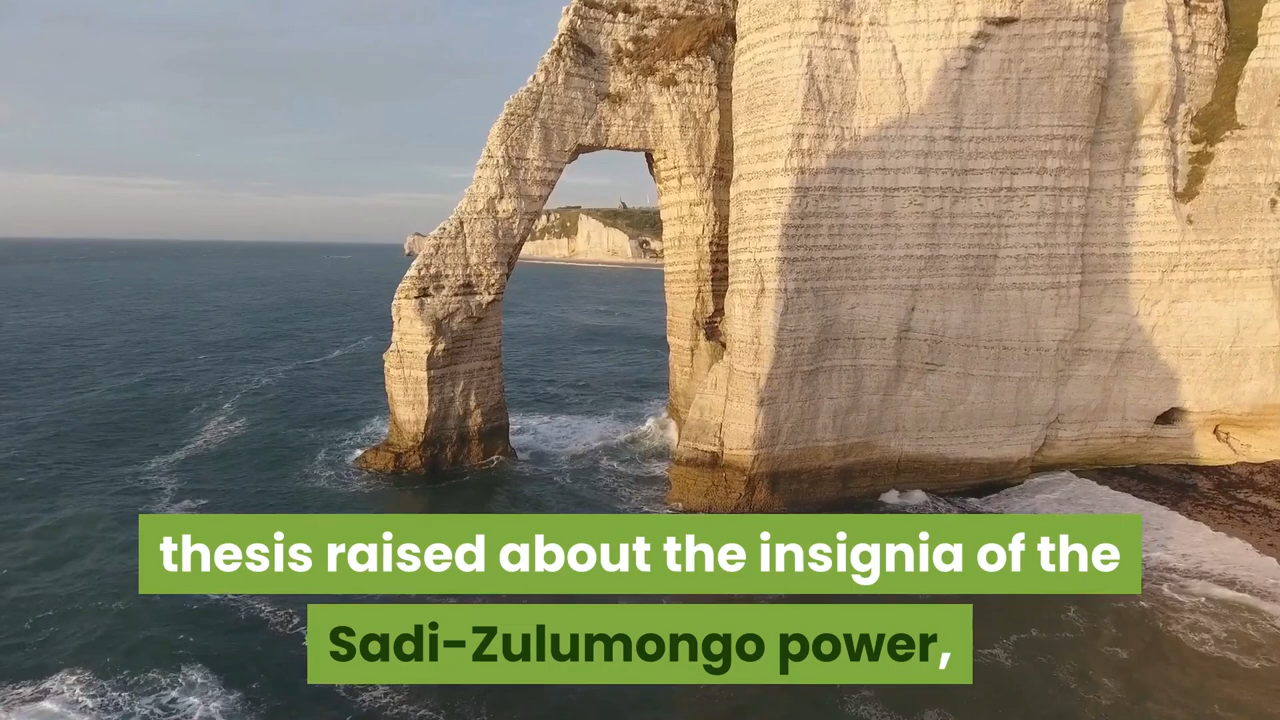 thesis raised about the insignia of the
Sadi-Zulumongo power,